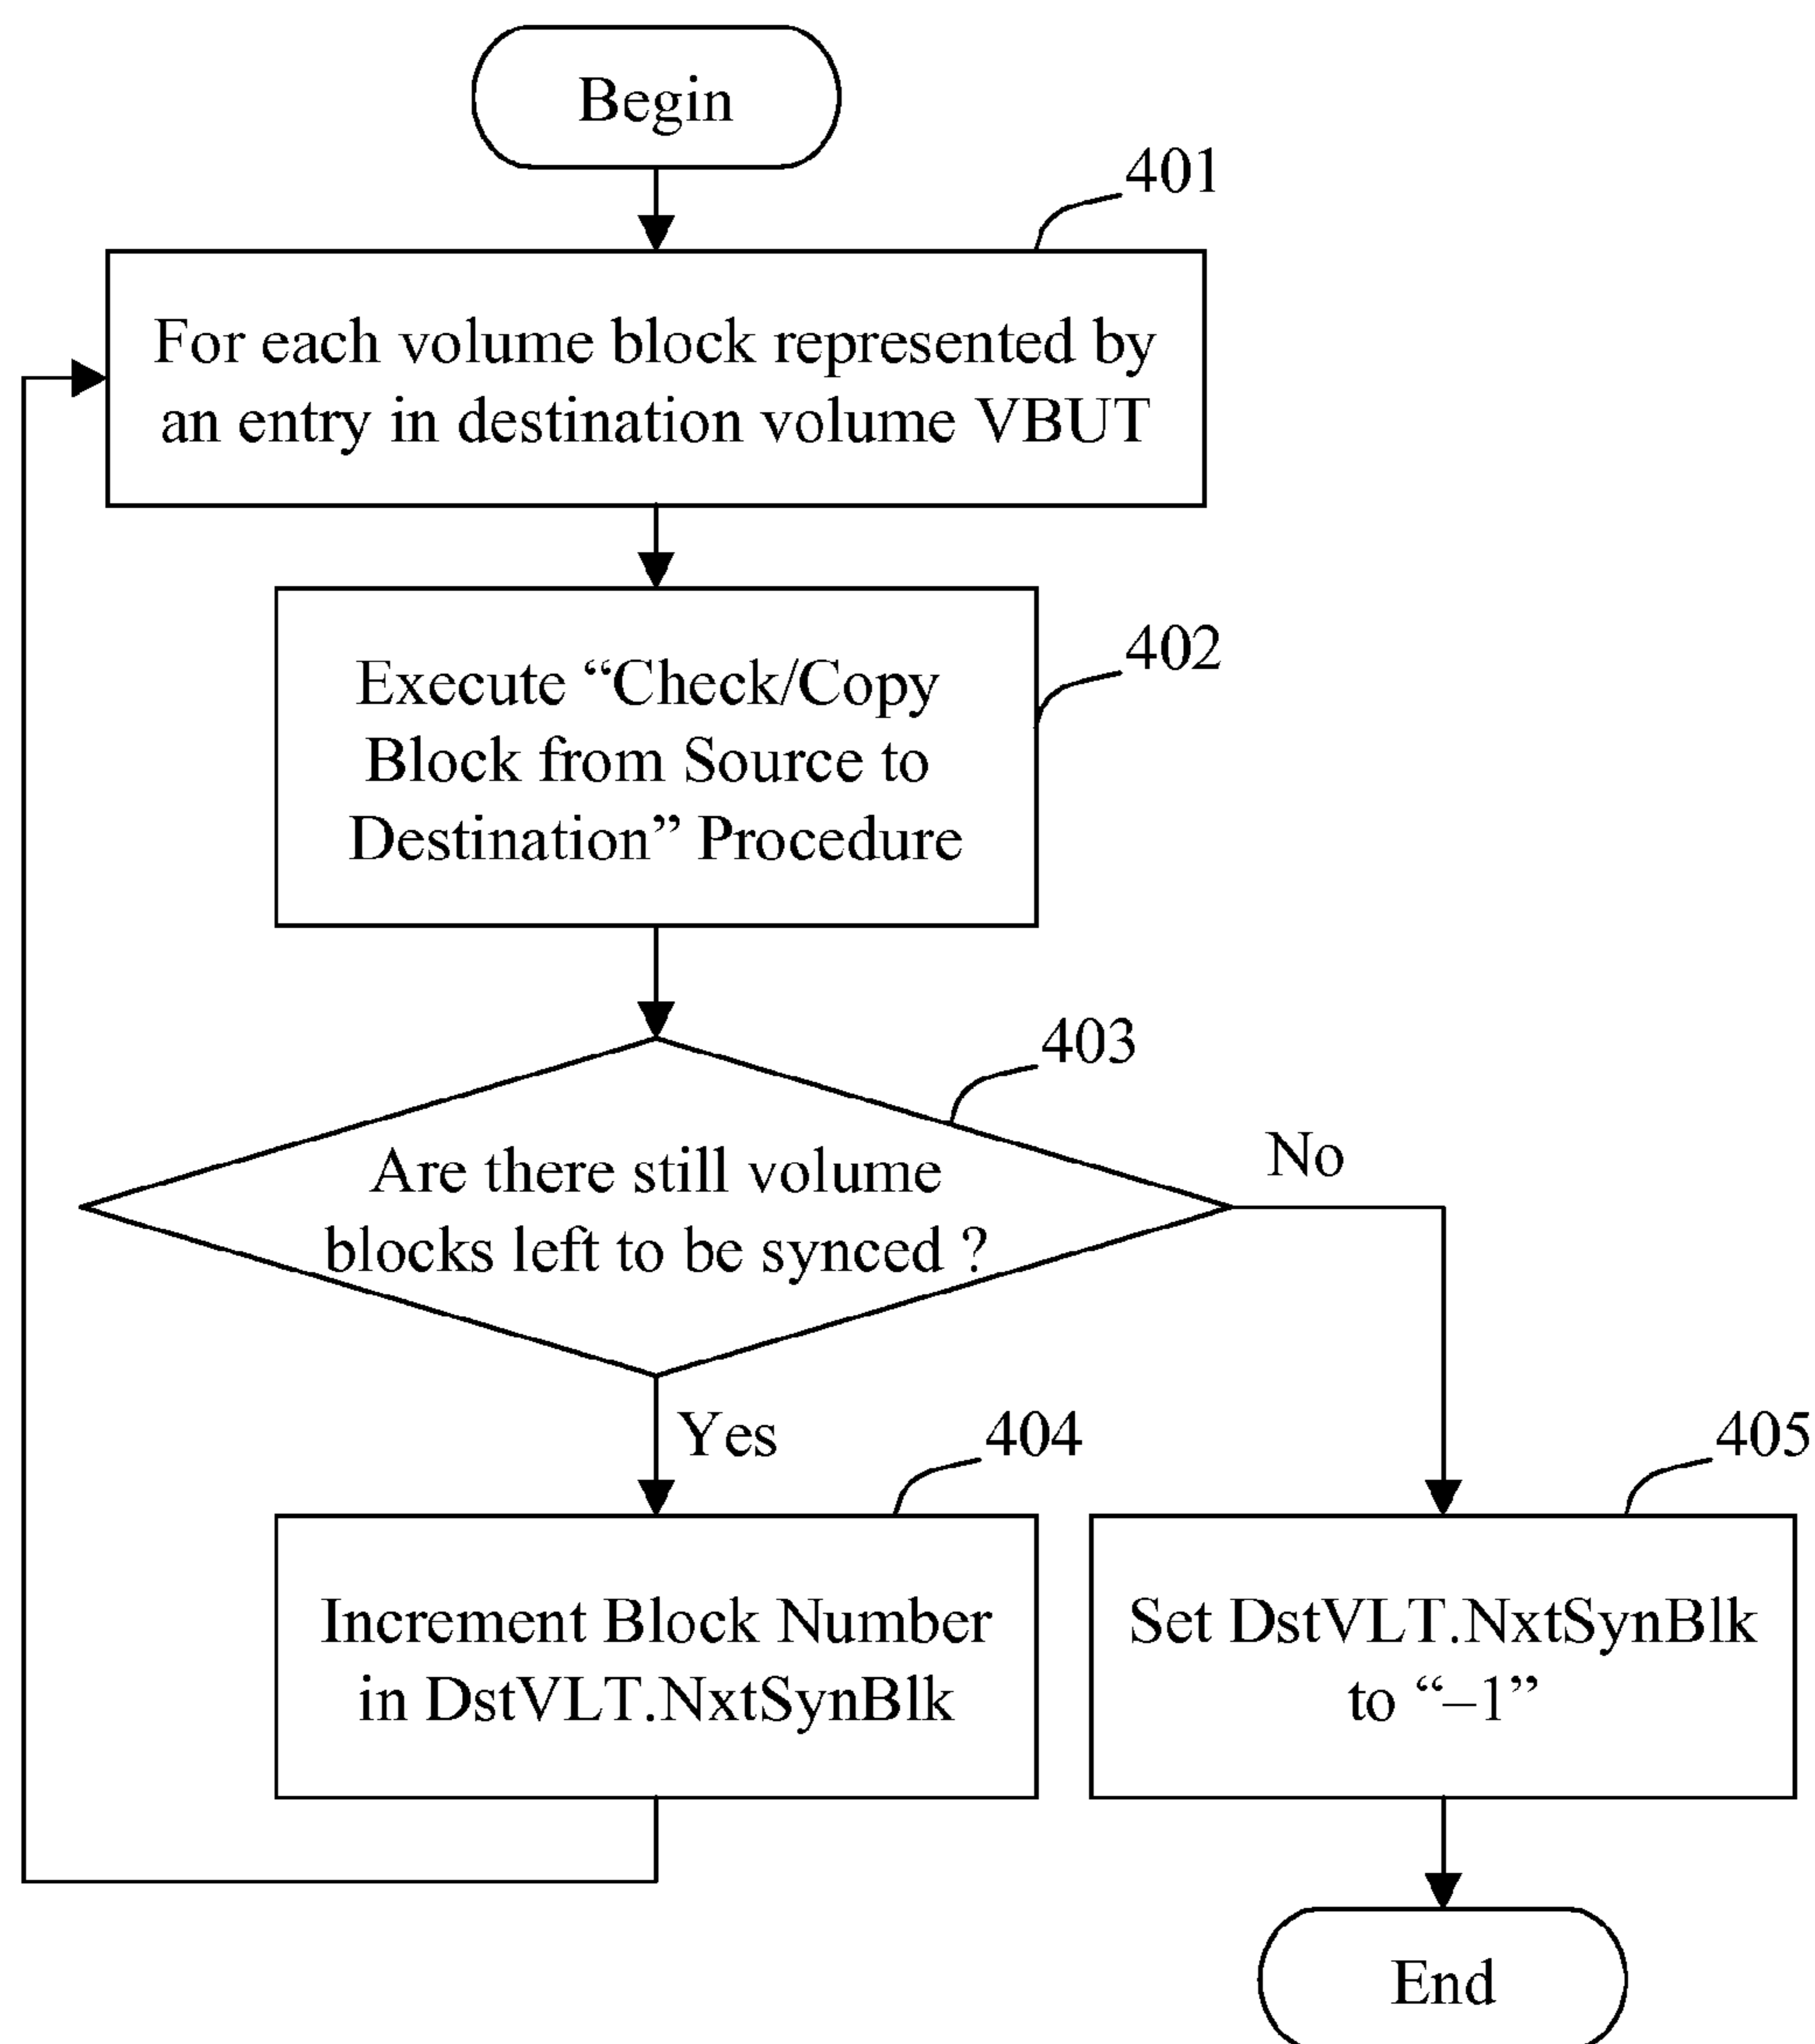 Begin
401
For each volume block represented by
an entry in destination volume VBUT
402
Execute “Check/Copy
Block from Source to
Destination” Procedure
403
Are there still volume
blocks left to be synced ?
No
Yes
404
405
Increment Block Number
in DstVLT.NxtSynBlk
Set DstVLT.NxtSynBlk
to “–1”
End